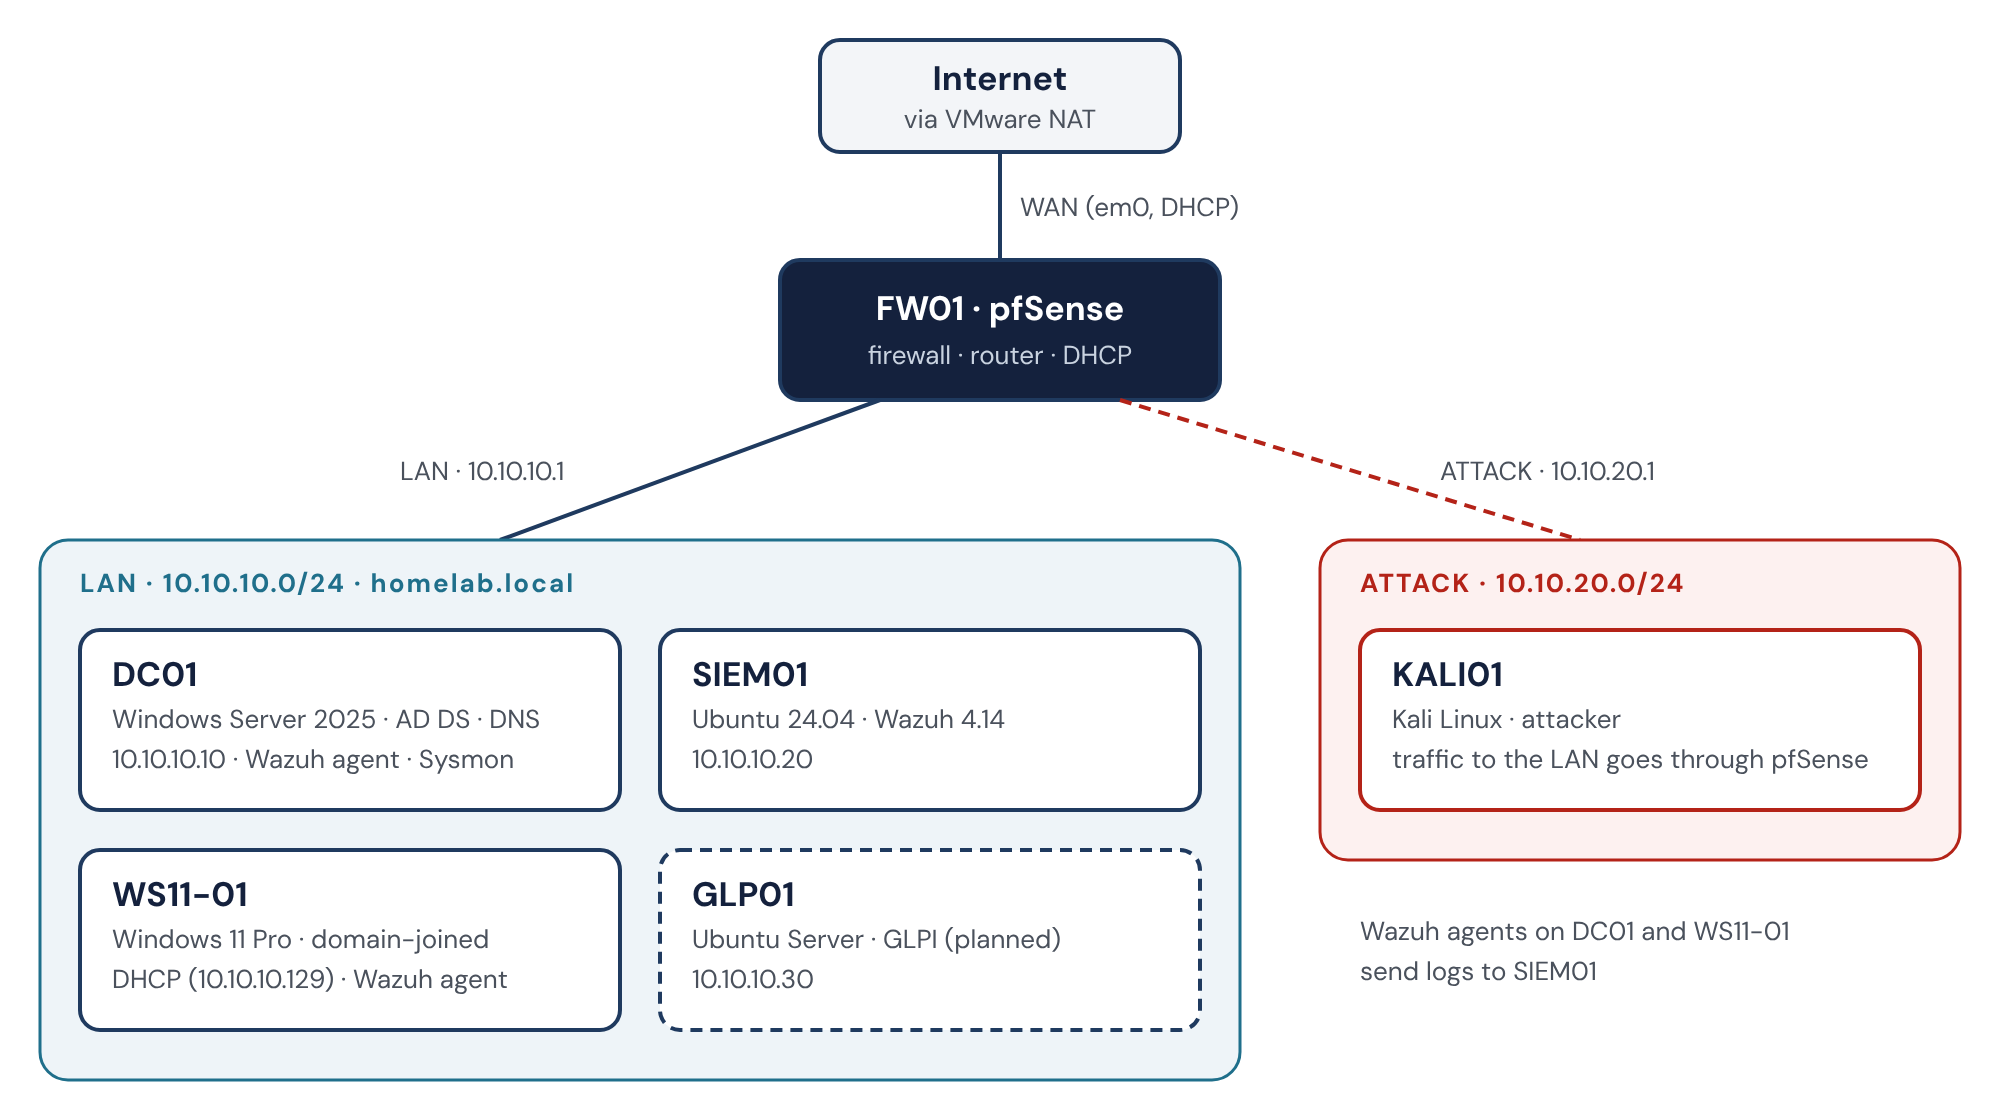 Internet
via VMware NAT
WAN (em0, DHCP)
FW01 · pfSense
firewall · router · DHCP
LAN · 10.10.10.1
ATTACK · 10.10.20.1
LAN · 10.10.10.0/24 · homelab.local
DC01
Windows Server 2025 · AD DS · DNS
10.10.10.10 · Wazuh agent · Sysmon
SIEM01
Ubuntu 24.04 · Wazuh 4.14
10.10.10.20
WS11-01
Windows 11 Pro · domain-joined
DHCP (10.10.10.129) · Wazuh agent
GLP01
Ubuntu Server · GLPI (planned)
10.10.10.30
ATTACK · 10.10.20.0/24
KALI01
Kali Linux · attacker
traffic to the LAN goes through pfSense
Wazuh agents on DC01 and WS11-01
send logs to SIEM01